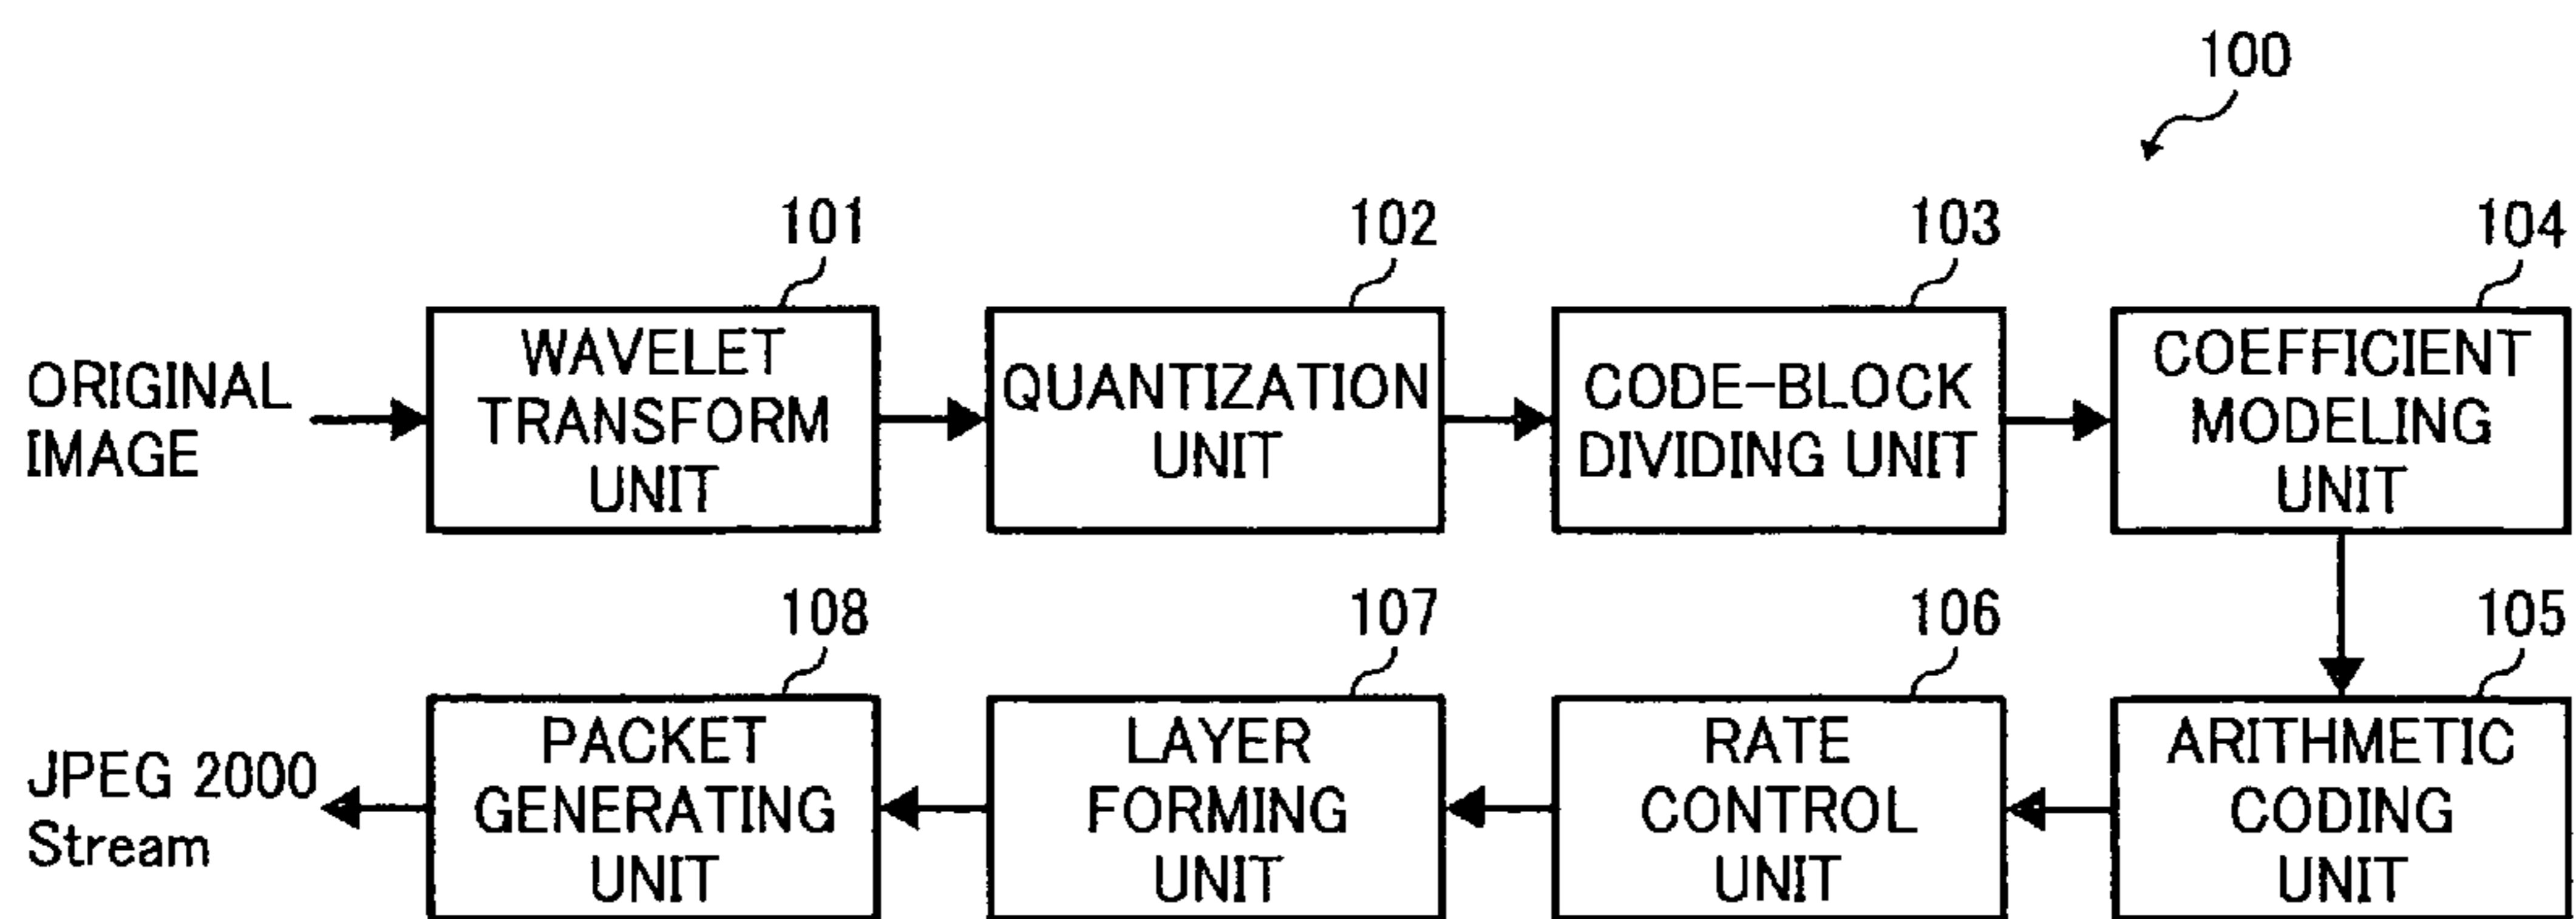 100
101
102
103
104
ORIGINAL
IMAGE
WAVELET
TRANSFORM
UNIT
QUANTIZATION
UNIT
CODE-BLOCK
DIVIDING UNIT
COEFFICIENT
MODELING
UNIT
108
107
106
105
JPEG 2000
Stream
PACKET
GENERATING
UNIT
LAYER
FORMING
UNIT
RATE
CONTROL
UNIT
ARITHMETIC
CODING
UNIT